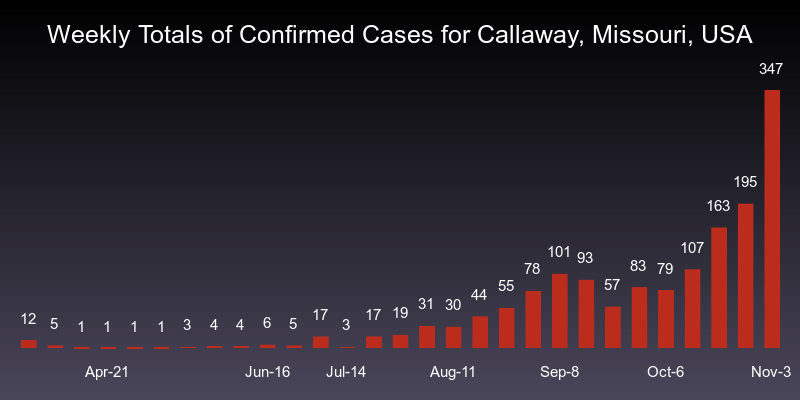 Weekly Totals of Confirmed Cases for Callaway, Missouri, USA
12 5 1 1 1 1 3 4 4 6 5 17 3 17 19 31 30 44 55 78 101 93 57 83 79 107 163 195 347
Apr-21 Jun-16 Jul-14 Aug-11 Sep-8 Oct-6 Nov-3